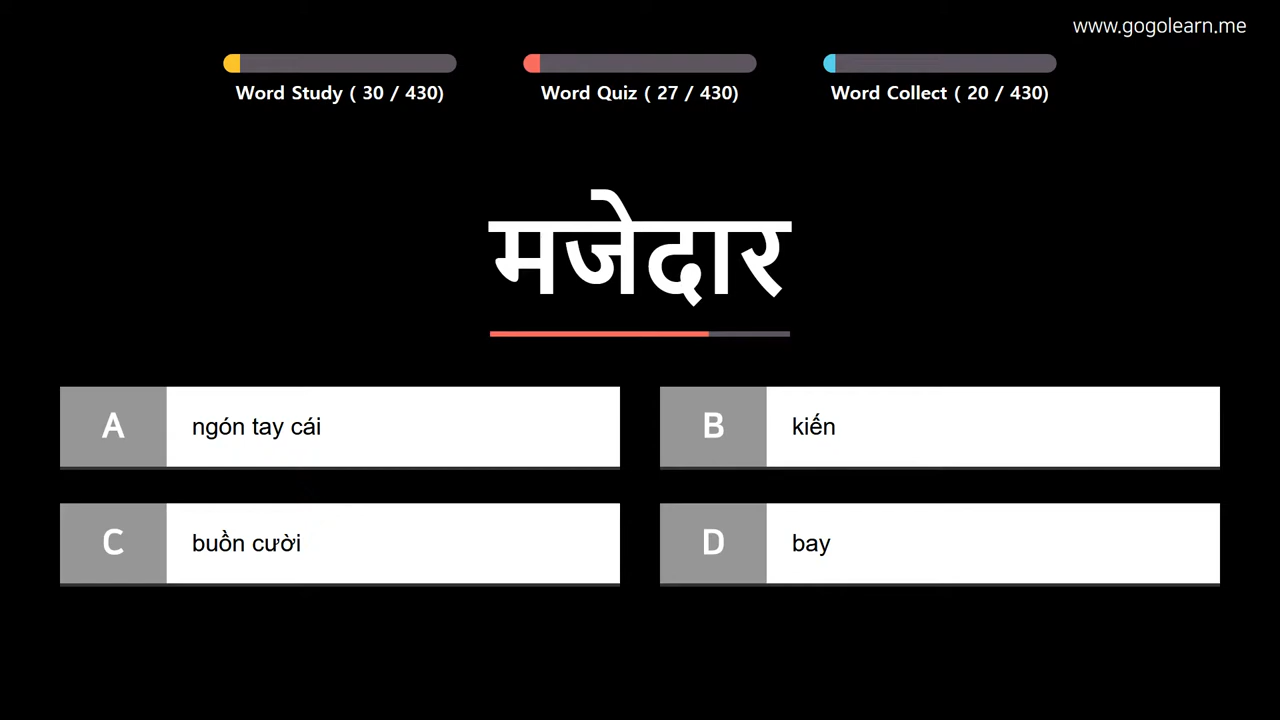 www.gogolearn.me
Word Study ( 30 / 430)
Word Quiz ( 27 / 430)
Word Collect ( 20 / 430)
मजेदार
A
ngón tay cái
B
kiến
C
buồn cười
D
bay